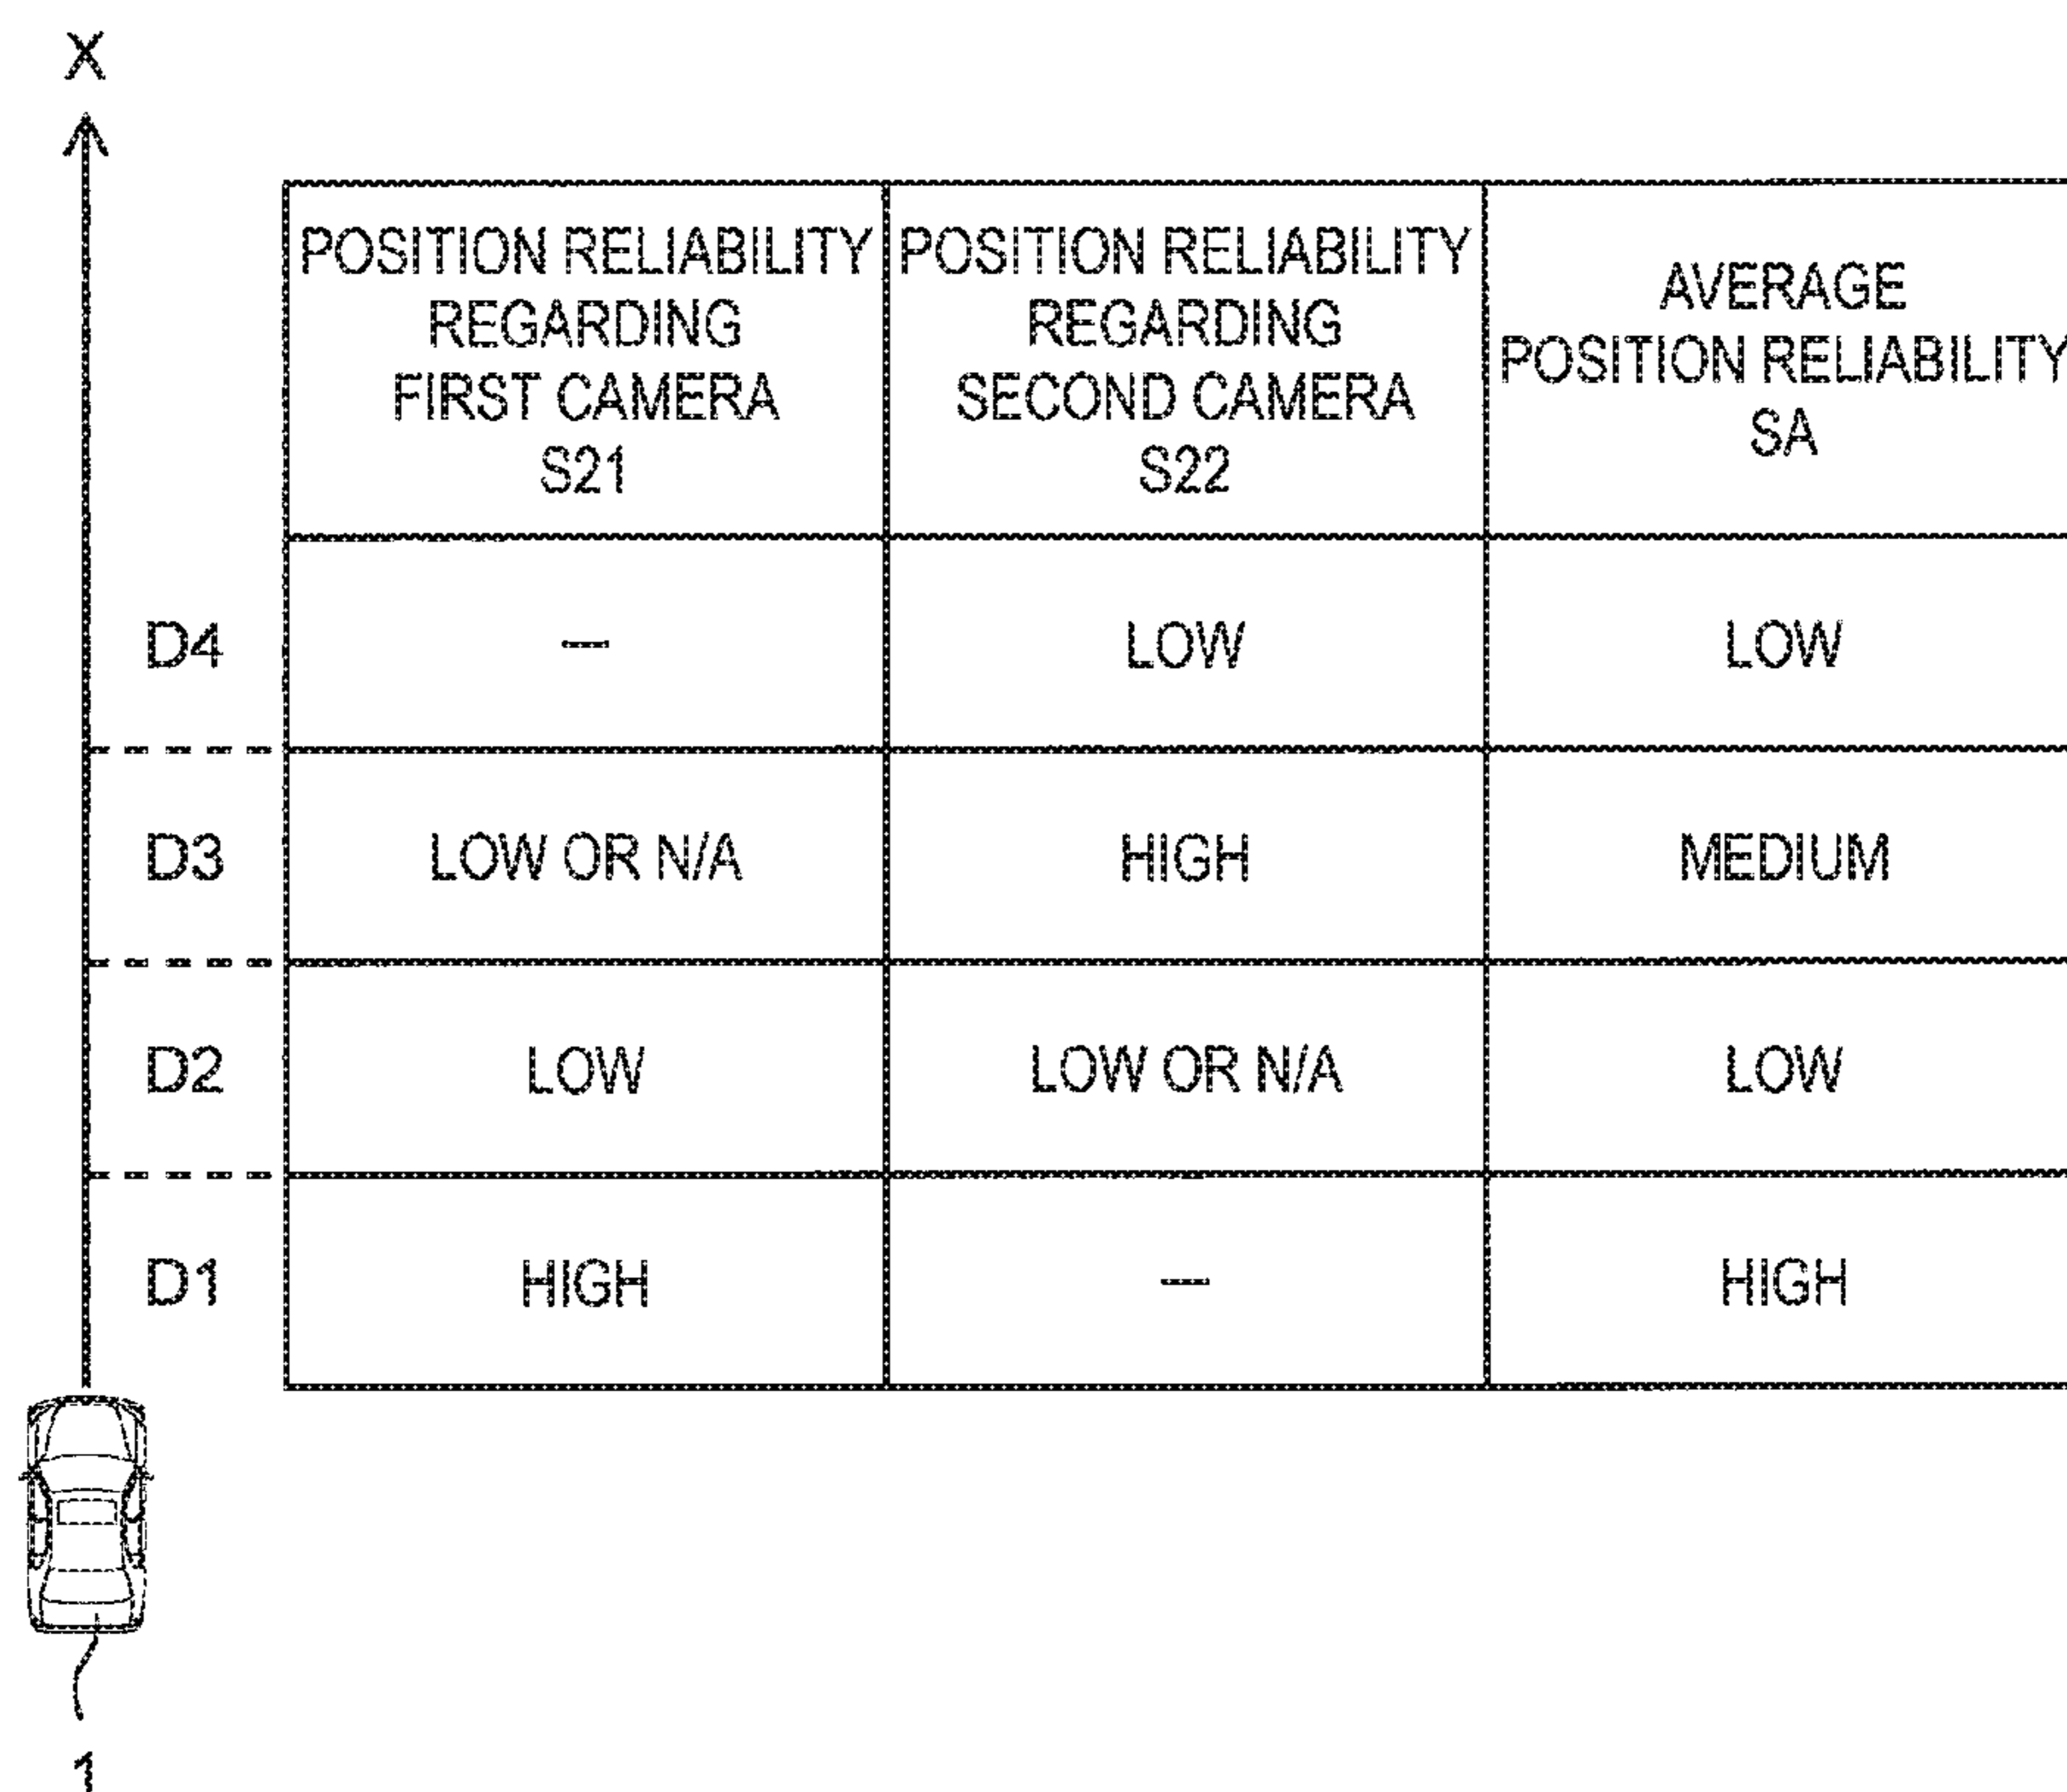 X
POSITION RELIABILITY
REGARDING
FIRST CAMERA
S21
POSITION RELIABILITY
REGARDING
SECOND CAMERA
S22
AVERAGE
POSITION RELIABILITY
SA
D4
—
LOW
LOW
D3
LOW OR N/A
HIGH
MEDIUM
D2
LOW
LOW OR N/A
LOW
D1
HIGH
—
HIGH
1